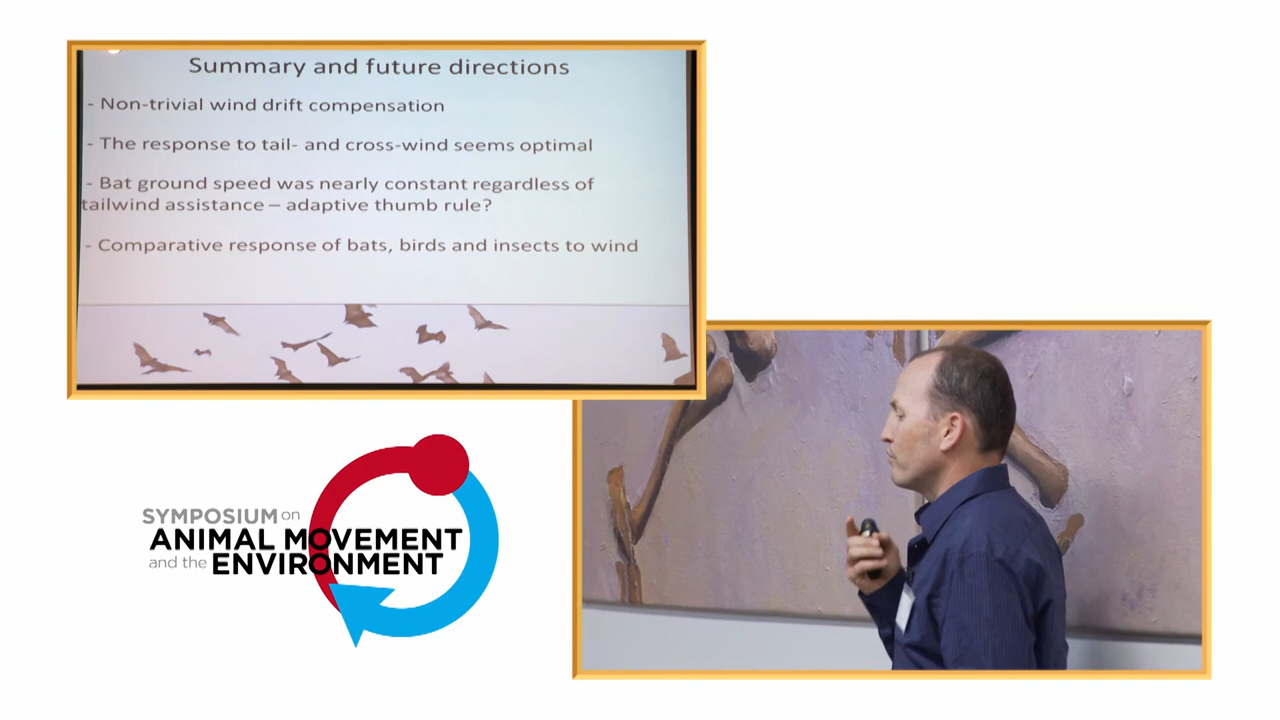 Summary and future directions
- Non-trivial wind drift compensation
- The response to tail- and cross-wind seems optimal
- Bat ground speed was nearly constant regardless of
tailwind assistance – adaptive thumb rule?
- Comparative response of bats, birds and insects to wind
SYMPOSIUM on
ANIMAL MOVEMENT
and the ENVIRONMENT